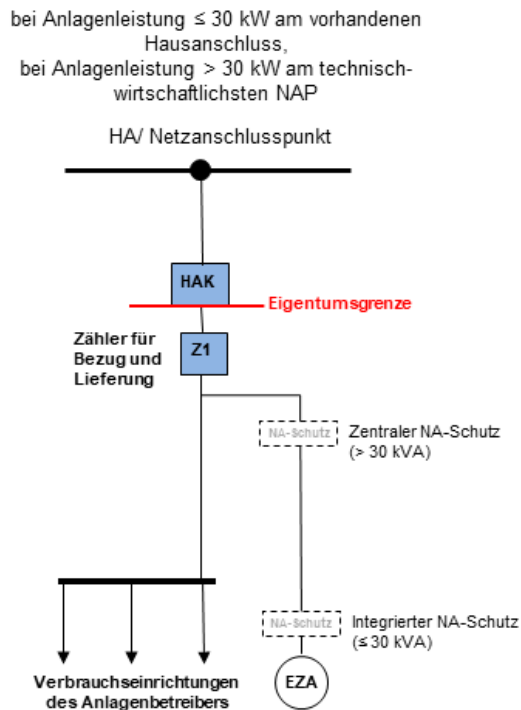 bei Anlagenleistung ≤ 30 kW am vorhandenen
Hausanschluss,
bei Anlagenleistung > 30 kW am technisch-
wirtschaftlichsten NAP
HA/ Netzanschlusspunkt
HAK
Eigentumsgrenze
Zähler für
Bezug und
Lieferung
Z1
NA-Schutz
Zentraler NA-Schutz
(> 30 kVA)
NA-Schutz
Integrierter NA-Schutz
(≤ 30 kVA)
Verbrauchseinrichtungen
des Anlagenbetreibers
EZA